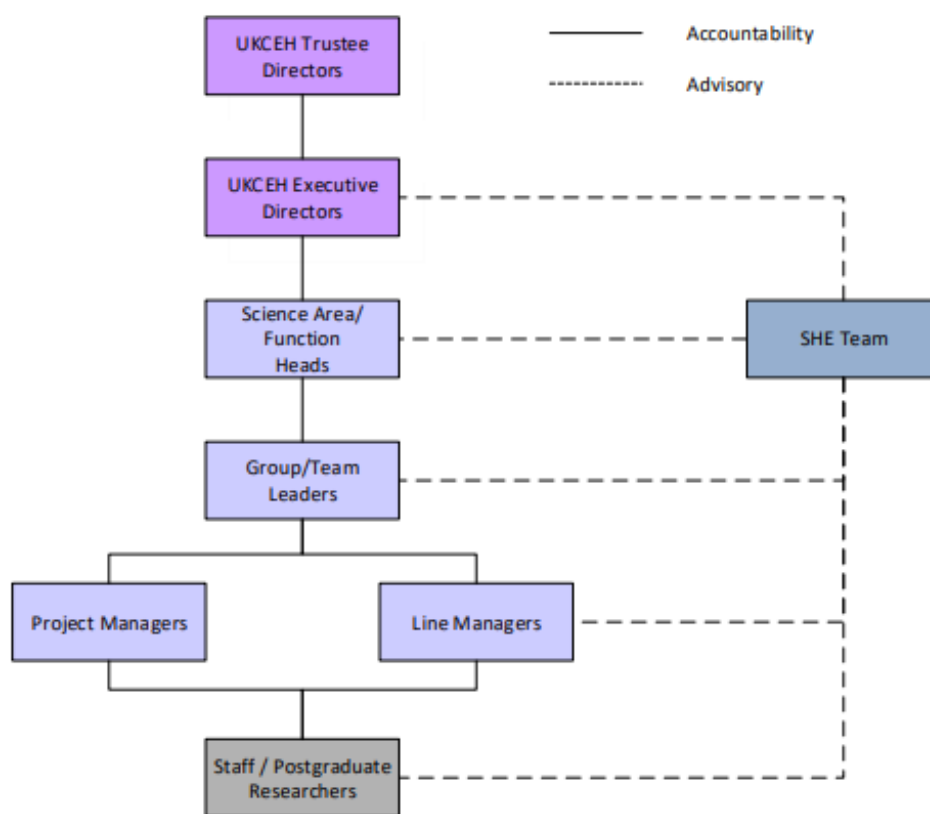 UKCEH Trustee
Directors
Accountability
Advisory
UKCEH Executive
Directors
Science Area/
Function
Heads
SHE Team
Group/Team
Leaders
Project Managers
Line Managers
Staff / Postgraduate
Researchers